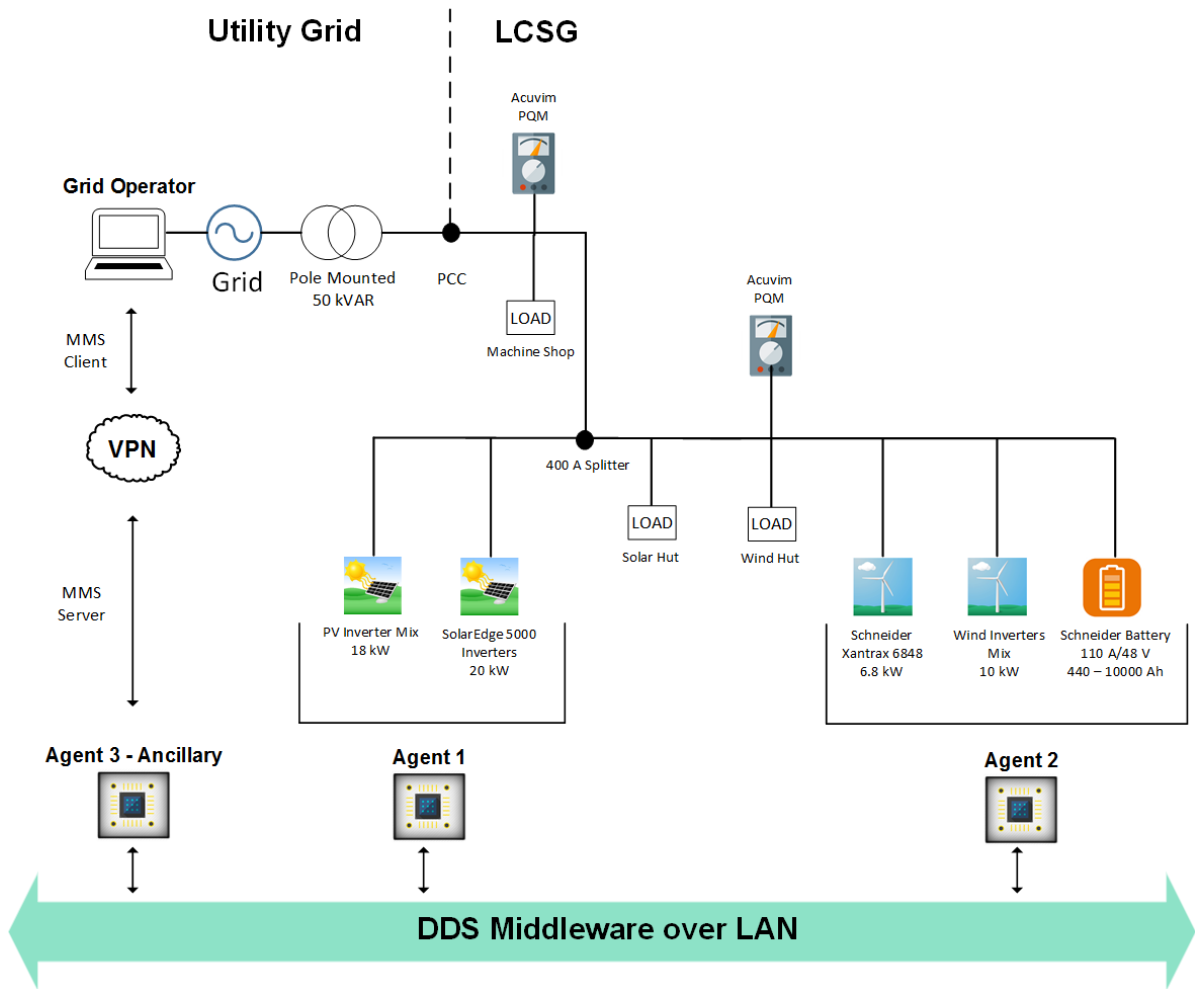 Utility Grid
LCSG
Acuvim
PQM
Grid Operator
Grid
Pole Mounted
50 kVAR
PCC
LOAD
Machine Shop
Acuvim
PQM
MMS
Client
VPN
400 A Splitter
LOAD
Solar Hut
LOAD
Wind Hut
MMS
Server
PV Inverter Mix
18 kW
SolarEdge 5000
Inverters
20 kW
Schneider
Xantrax 6848
6.8 kW
Wind Inverters
Mix
10 kW
Schneider Battery
110 A/48 V
440 – 10000 Ah
Agent 3 - Ancillary
Agent 1
Agent 2
DDS Middleware over LAN